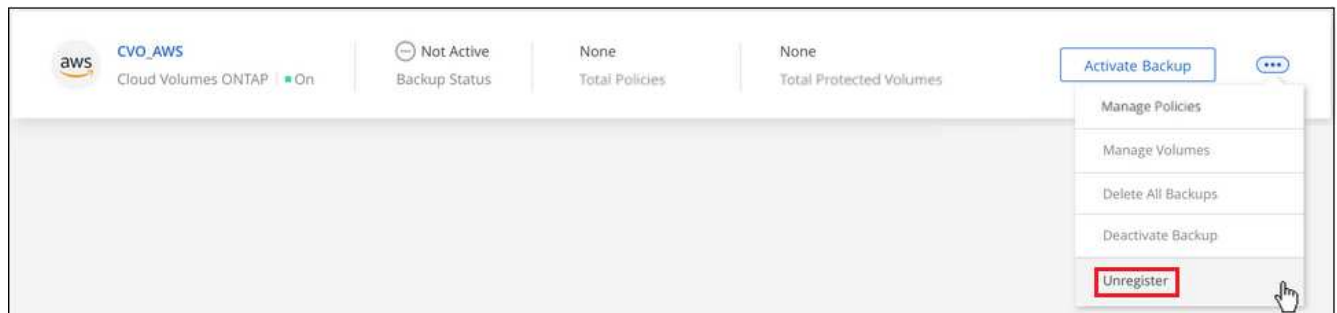 aws
CVO_AWS
Cloud Volumes ONTAP
On
Not Active
Backup Status
None
Total Policies
None
Total Protected Volumes
Activate Backup
Manage Policies
Manage Volumes
Delete All Backups
Deactivate Backup
Unregister